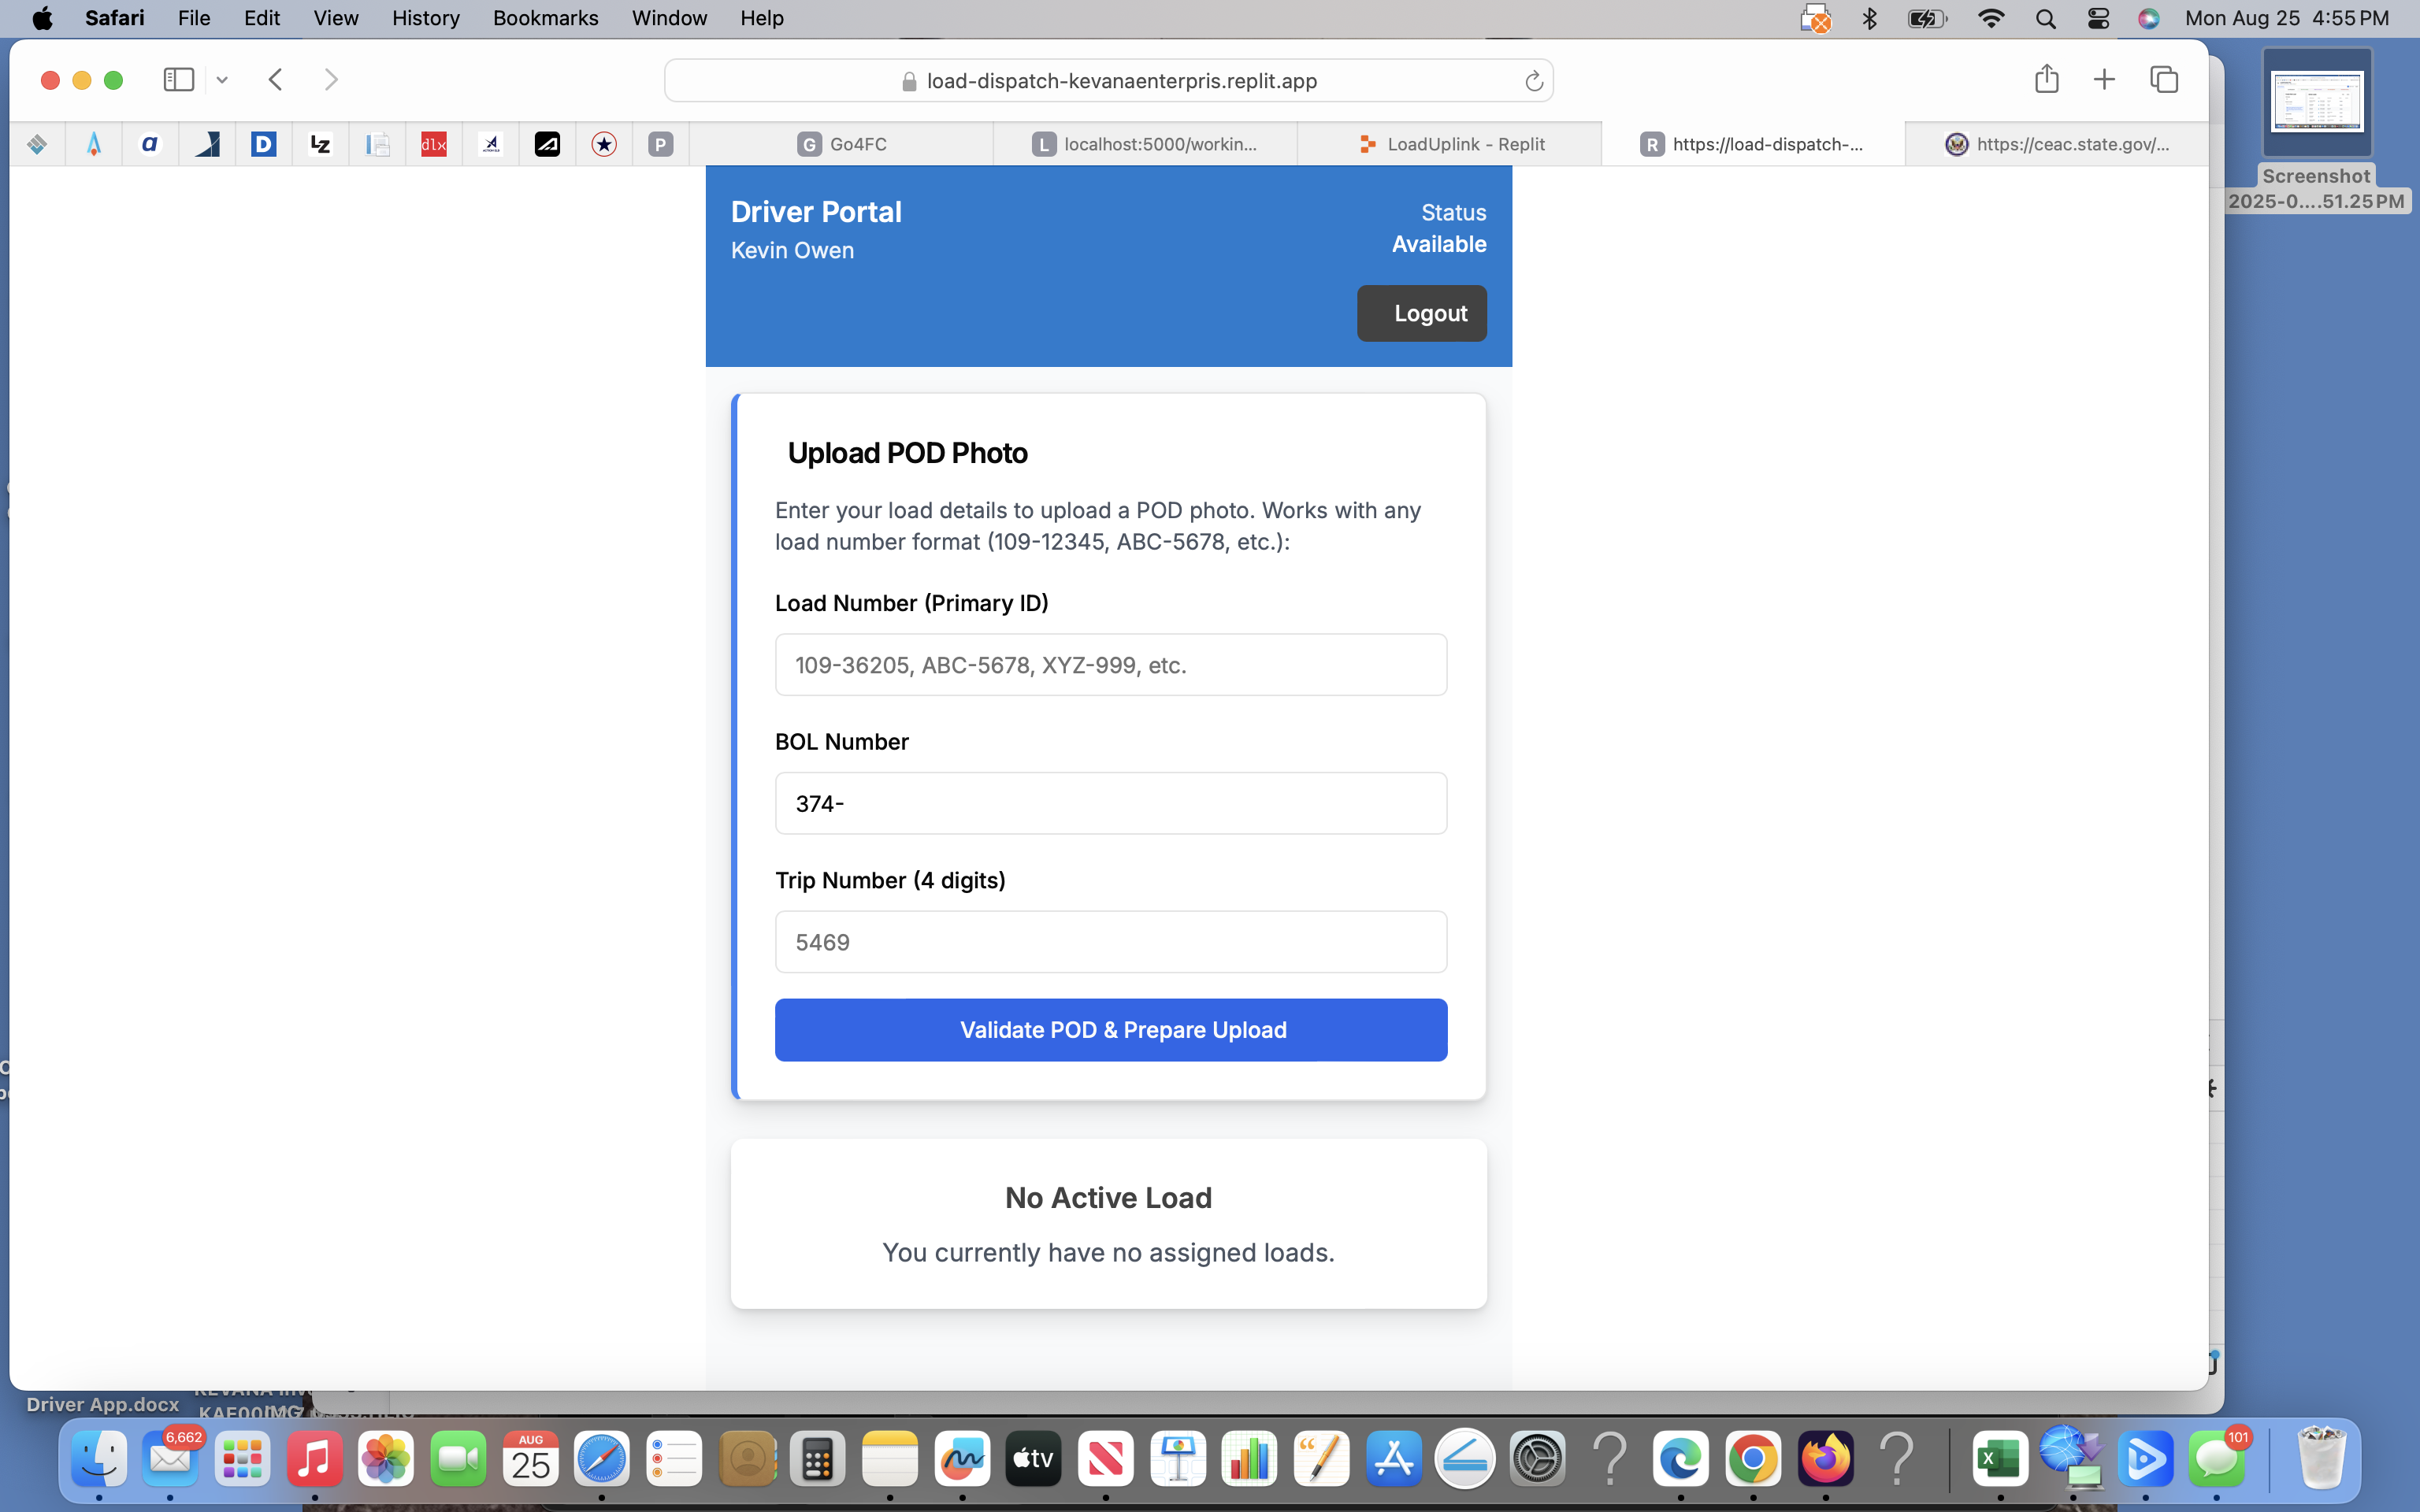 Safari File Edit View History Bookmarks Window Help Mon Aug 25 4:55 PM
load-dispatch-kevanaenterpris.replit.app
a D LZ dlx P G Go4FC L localhost:5000/workin... LoadUplink - Replit R https://load-dispatch-... https://ceac.state.gov/...
Screenshot
2025-0....51.25 PM
Driver Portal
Kevin Owen
Status
Available
Logout
Upload POD Photo
Enter your load details to upload a POD photo. Works with any
load number format (109-12345, ABC-5678, etc.):
Load Number (Primary ID)
109-36205, ABC-5678, XYZ-999, etc.
BOL Number
374-
Trip Number (4 digits)
5469
Validate POD & Prepare Upload
No Active Load
You currently have no assigned loads.
Driver App.docx
6,662
AUG
25
tv
X
101